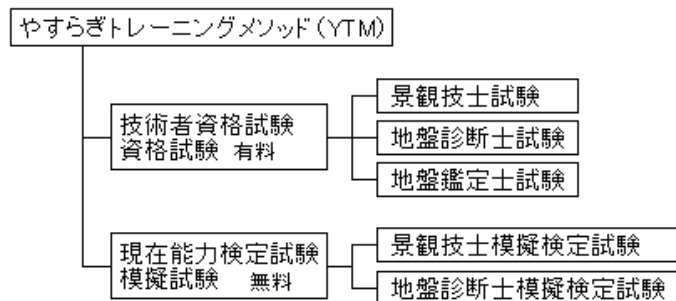 やすらぎトレーニングメソッド(YTM)
技術者資格試験
資格試験 有料
景観技士試験
地盤診断士試験
地盤鑑定士試験
現在能力検定試験
模擬試験 無料
景観技士模擬検定試験
地盤診断士模擬検定試験